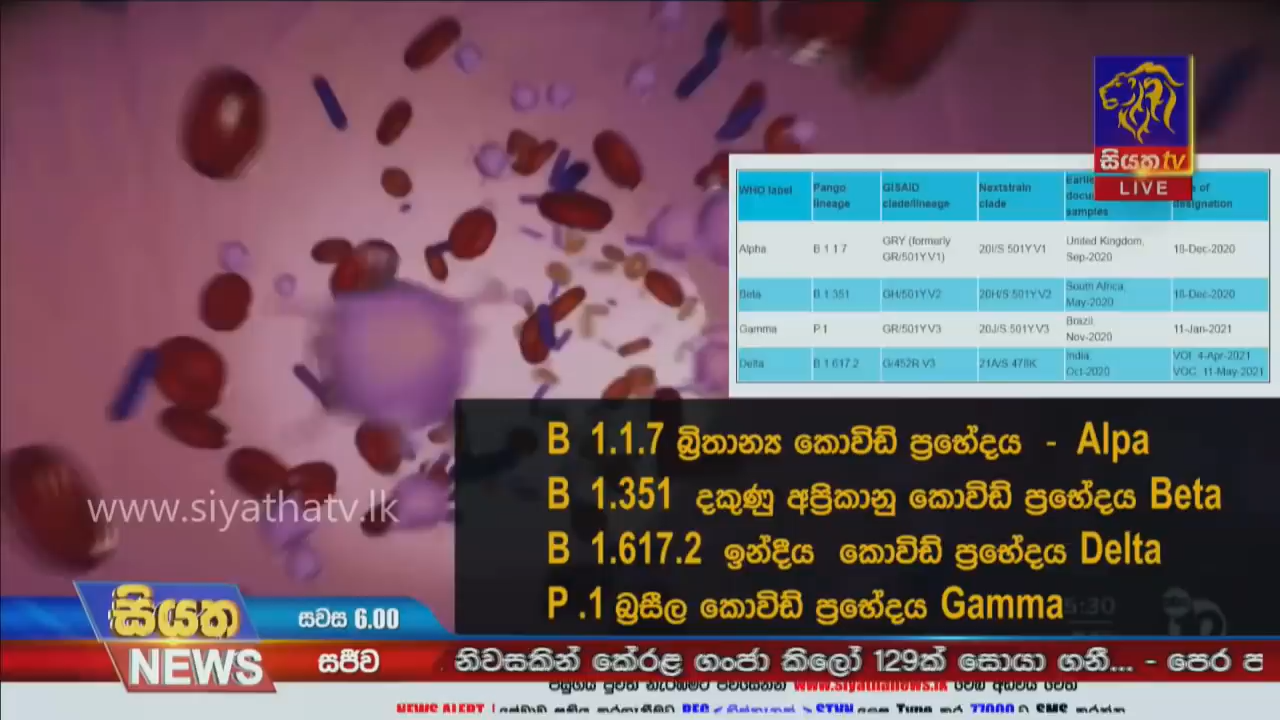 සියත tv
LIVE
WHO label Pango lineage GISAID clade/lineage Nextstrain clade samples designation
Alpha B.1.1.7 GRY (formerly GR/501Y.V1) 20I/S:501Y.V1 United Kingdom, Sep-2020 18-Dec-2020
Beta B.1.351 GH/501Y.V2 20H/S:501Y.V2 South Africa, May-2020 18-Dec-2020
Gamma P.1 GR/501Y.V3 20J/S:501Y.V3 Brazil, Nov-2020 11-Jan-2021
Delta B.1.617.2 G/452R.V3 21A/S:478K India, Oct-2020 VOI: 4-Apr-2021 VOC: 11-May-2021
B 1.1.7 බ්‍රිතාන්‍ය කොවිඩ් ප්‍රභේදය - Alpa
B 1.351 දකුණු අප්‍රිකානු කොවිඩ් ප්‍රභේදය Beta
www.siyathatv.lk
B 1.617.2 ඉන්දීය කොවිඩ් ප්‍රභේදය Delta
P .1 බ්‍රසීල කොවිඩ් ප්‍රභේදය Gamma
සියත
සවස 6.00
NEWS
සජීව
නිවසකින් කේරළ ගංජා කිලෝ 129ක් සොයා ගනී... - පෙර ප
www.siyathanews.lk
NEWS ALERT